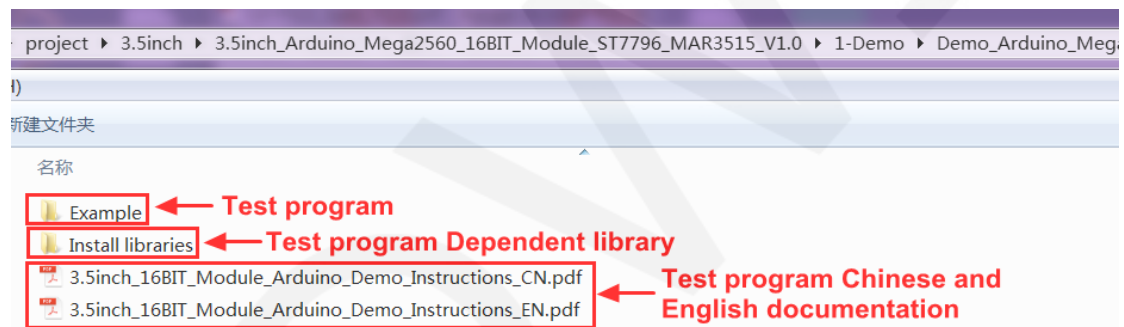 project ▸ 3.5inch ▸ 3.5inch_Arduino_Mega2560_16BIT_Module_ST7796_MAR3515_V1.0 ▸ 1-Demo ▸ Demo_Arduino_Mega
H)
新建文件夹
名称
Example
Test program
Install libraries
Test program Dependent library
3.5inch_16BIT_Module_Arduino_Demo_Instructions_CN.pdf
3.5inch_16BIT_Module_Arduino_Demo_Instructions_EN.pdf
Test program Chinese and
English documentation